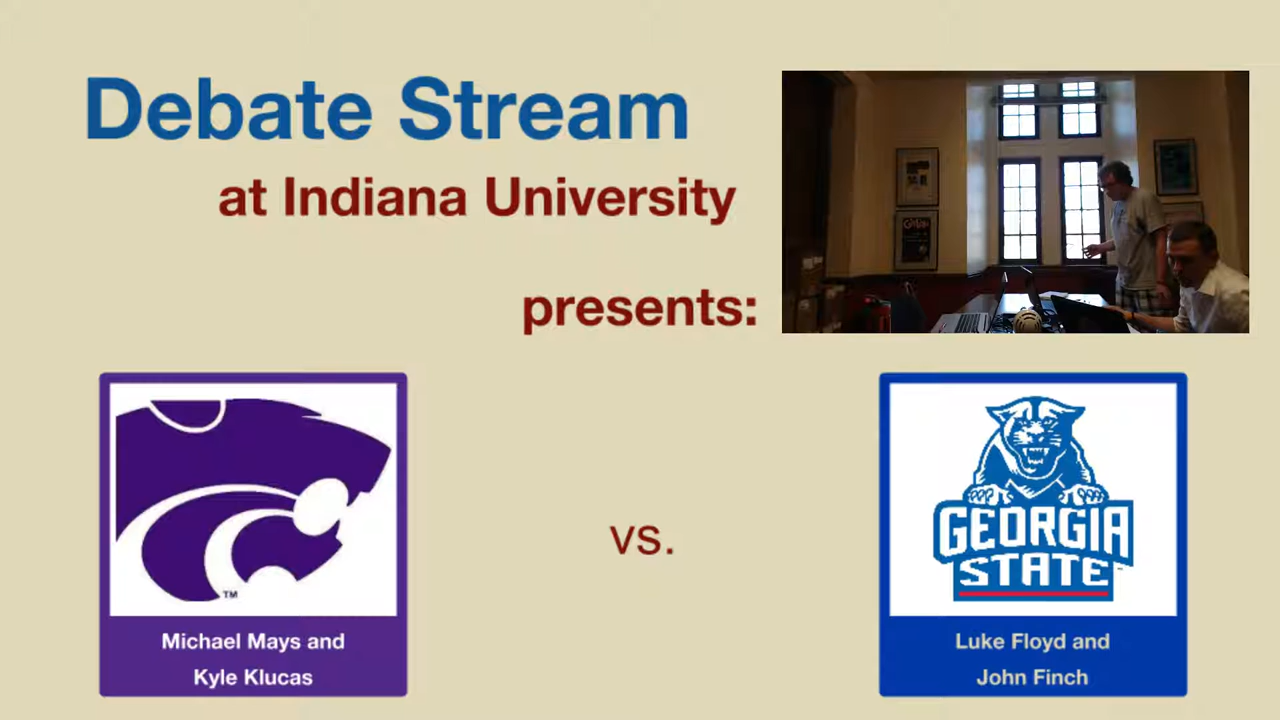 Debate Stream
at Indiana University
presents:
vs.
TM
Michael Mays and
Kyle Klucas
GEORGIA
STATE
Luke Floyd and
John Finch